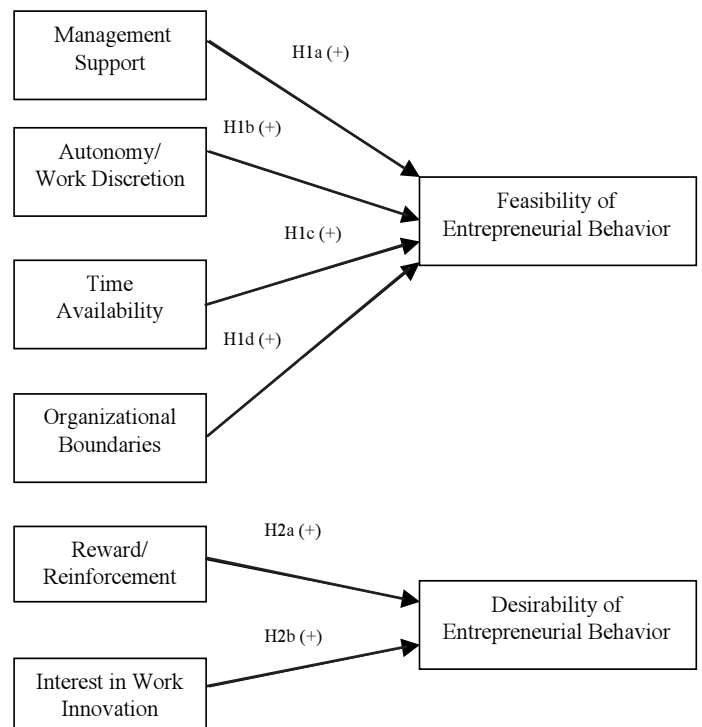 Management
Support
H1a (+)
H1b (+)
Autonomy/
Work Discretion
Feasibility of
Entrepreneurial Behavior
H1c (+)
Time
Availability
H1d (+)
Organizational
Boundaries
H2a (+)
Reward/
Reinforcement
Desirability of
Entrepreneurial Behavior
H2b (+)
Interest in Work
Innovation